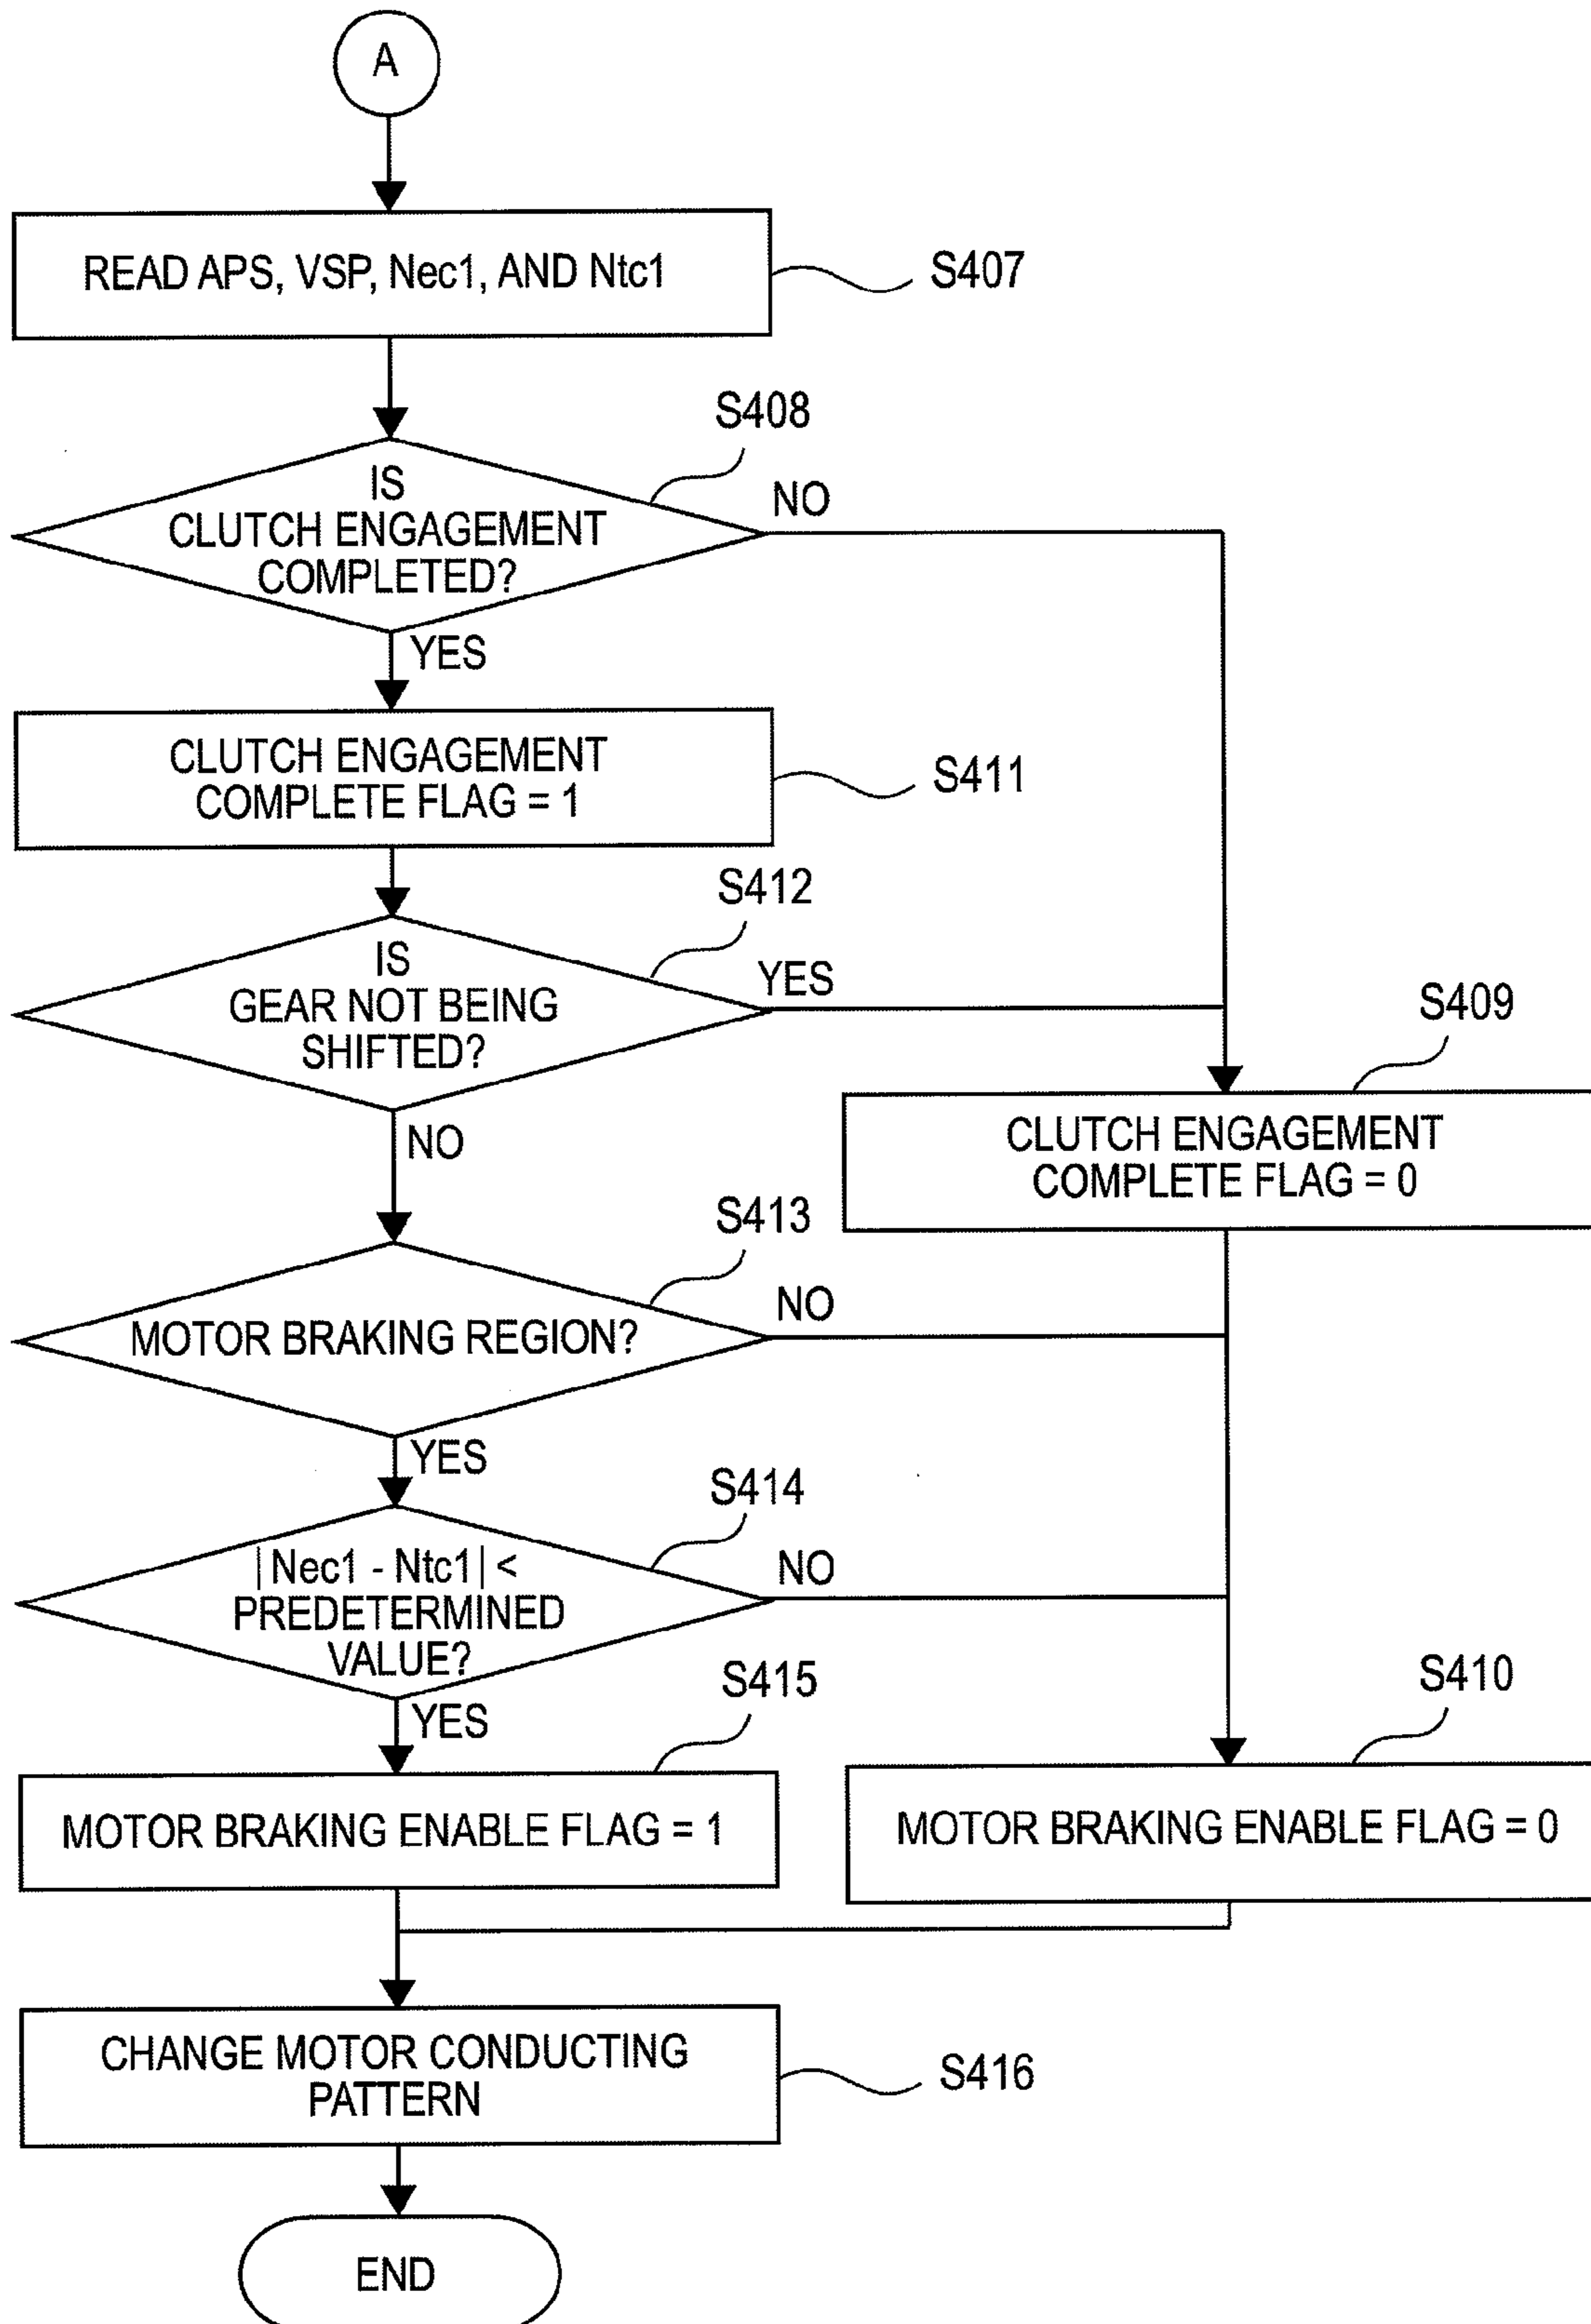 A
READ APS, VSP, Nec1, AND Ntc1
S407
S408
IS
CLUTCH ENGAGEMENT
COMPLETED?
NO
YES
CLUTCH ENGAGEMENT
COMPLETE FLAG = 1
S411
S412
IS
GEAR NOT BEING
SHIFTED?
YES
NO
S409
CLUTCH ENGAGEMENT
COMPLETE FLAG = 0
S413
MOTOR BRAKING REGION?
NO
YES
S414
|Nec1 - Ntc1| <
PREDETERMINED
VALUE?
NO
YES
S415
MOTOR BRAKING ENABLE FLAG = 1
S410
MOTOR BRAKING ENABLE FLAG = 0
CHANGE MOTOR CONDUCTING
PATTERN
S416
END